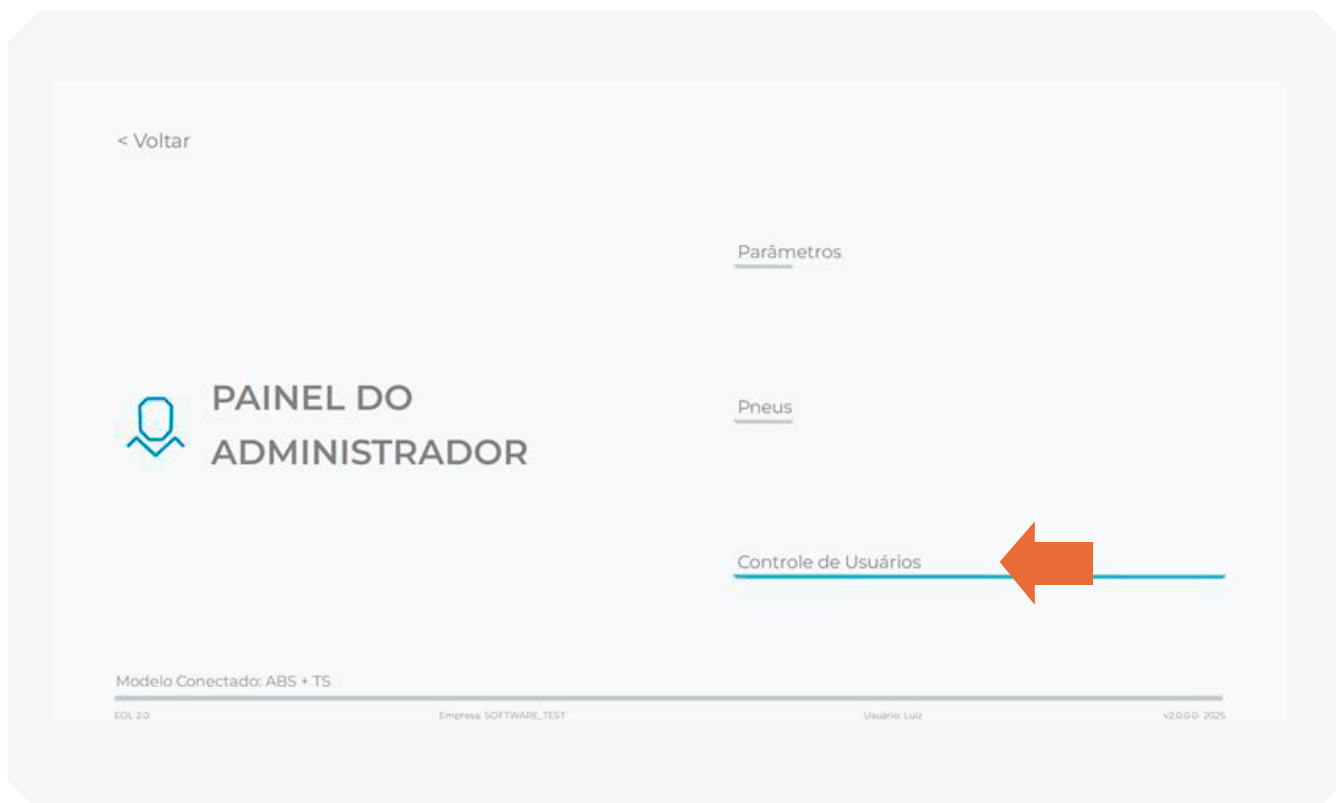 < Voltar
Parâmetros
PAINEL DO
ADMINISTRADOR
Pneus
Controle de Usuários
Modelo Conectado: ABS + TS
EOL 2.0
Empresa: SOFTWARE_TEST
Usuário: Luiz
v2.0.0.0- 2025